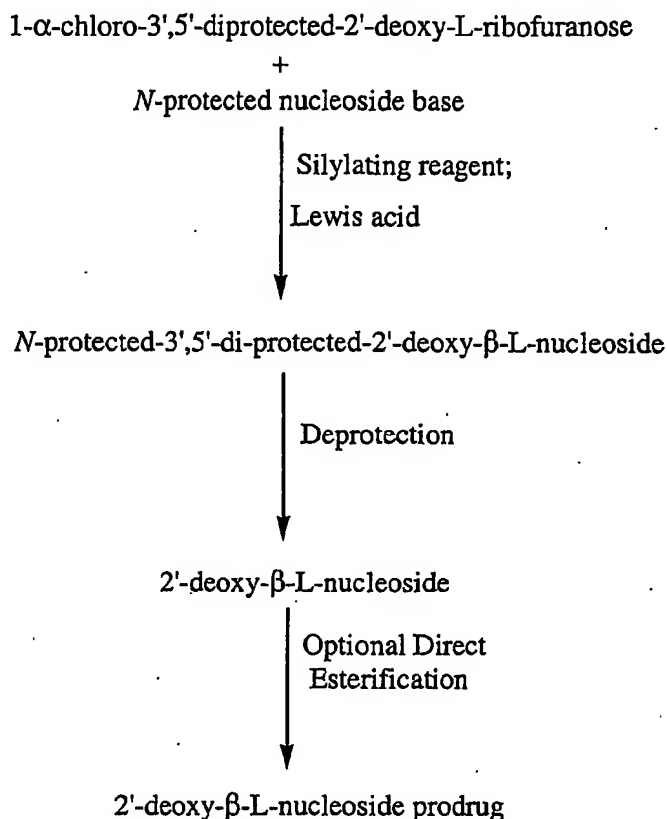 1-α-chloro-3',5'-diprotected-2'-deoxy-L-ribofuranose
+
N-protected nucleoside base
Silylating reagent;
Lewis acid
N-protected-3',5'-di-protected-2'-deoxy-β-L-nucleoside
Deprotection
2'-deoxy-β-L-nucleoside
Optional Direct
Esterification
2'-deoxy-β-L-nucleoside prodrug